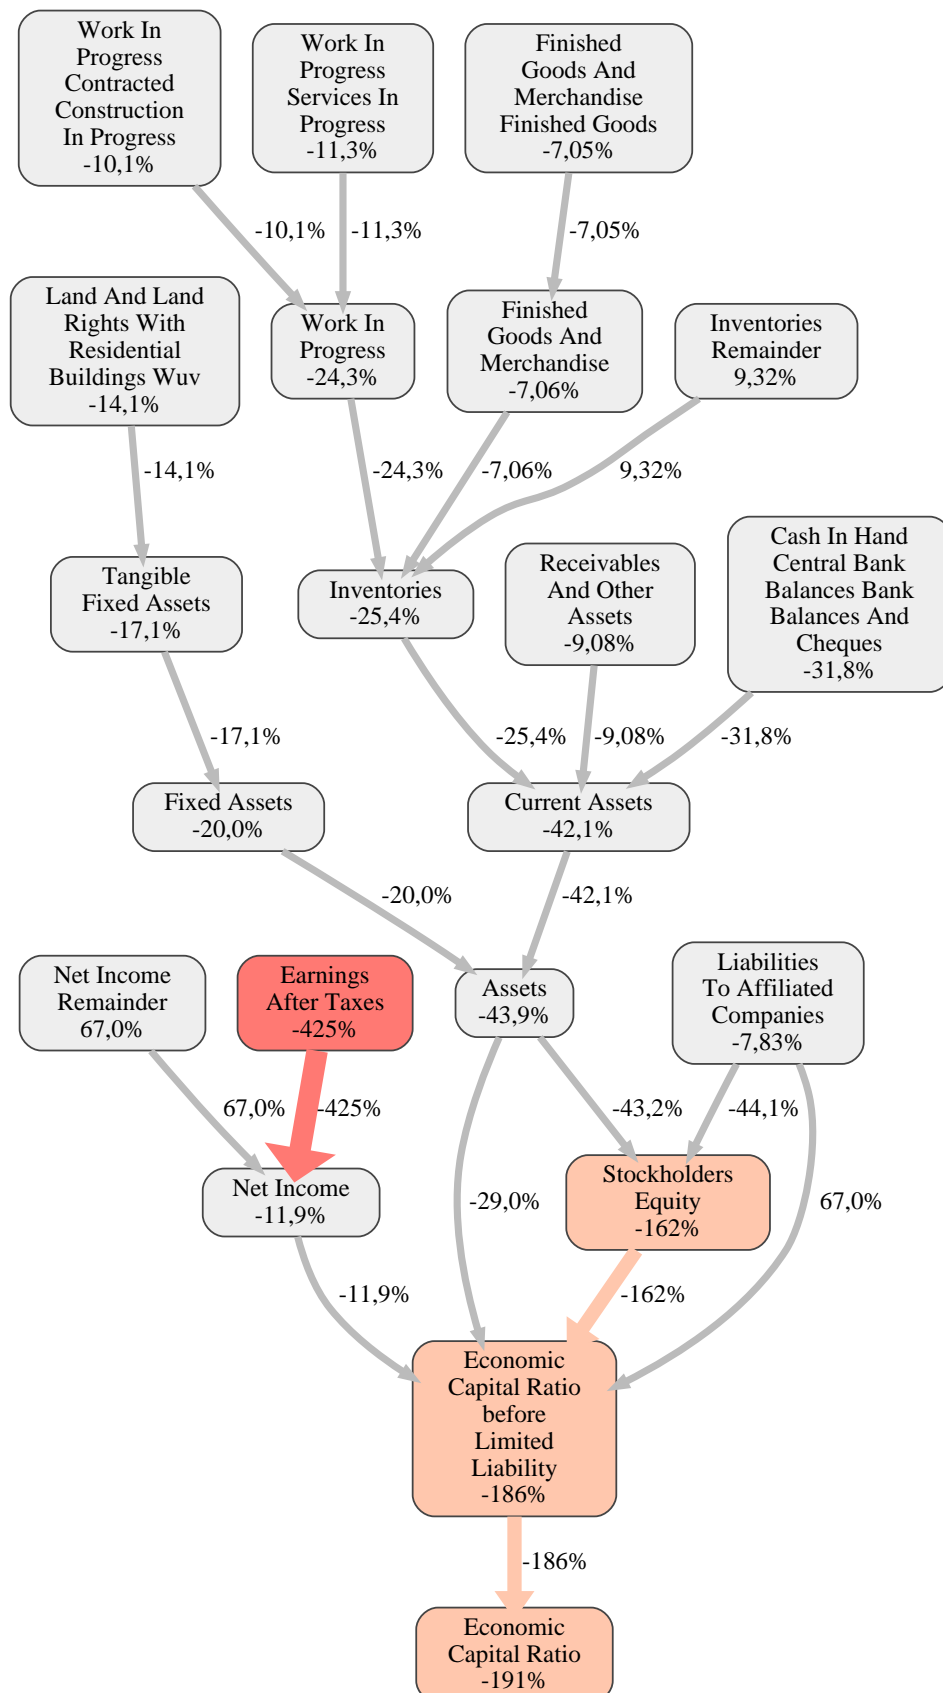 Work In
Progress
Contracted
Construction
In Progress
-10,1%
Work In
Progress
Services In
Progress
-11,3%
Finished
Goods And
Merchandise
Finished Goods
-7,05%
-10,1%
-11,3%
-7,05%
Land And Land
Rights With
Residential
Buildings Wuv
-14,1%
Work In
Progress
-24,3%
Finished
Goods And
Merchandise
-7,06%
Inventories
Remainder
9,32%
-14,1%
-24,3%
-7,06%
9,32%
Tangible
Fixed Assets
-17,1%
Inventories
-25,4%
Receivables
And Other
Assets
-9,08%
Cash In Hand
Central Bank
Balances Bank
Balances And
Cheques
-31,8%
-17,1%
-25,4%
-9,08%
-31,8%
Fixed Assets
-20,0%
Current Assets
-42,1%
-20,0%
-42,1%
Net Income
Remainder
67,0%
Earnings
After Taxes
-425%
Assets
-43,9%
Liabilities
To Affiliated
Companies
-7,83%
67,0%
-425%
-43,2%
-44,1%
Net Income
-11,9%
-29,0%
Stockholders
Equity
-162%
67,0%
-11,9%
-162%
Economic
Capital Ratio
before
Limited
Liability
-186%
-186%
Economic
Capital Ratio
-191%